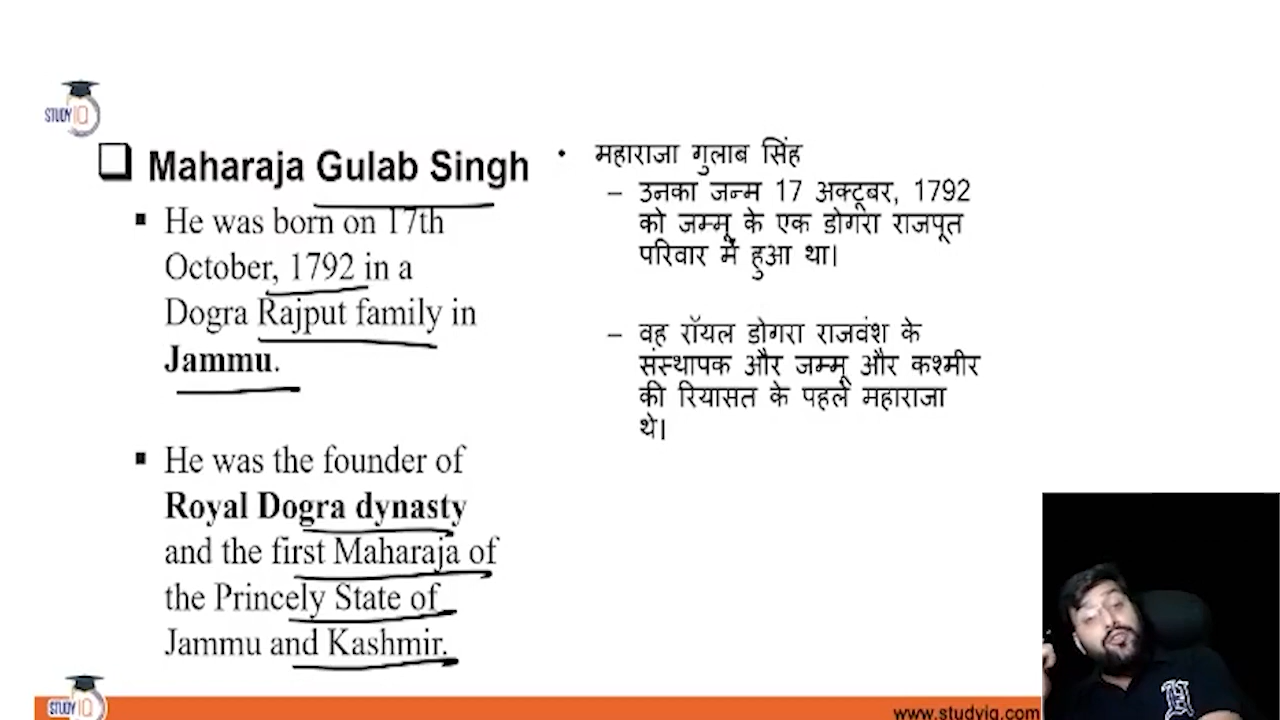 STUDY IQ
Maharaja Gulab Singh
▪ He was born on 17th
October, 1792 in a
Dogra Rajput family in
Jammu.
▪ He was the founder of
Royal Dogra dynasty
and the first Maharaja of
the Princely State of
Jammu and Kashmir.
• महाराजा गुलाब सिंह
– उनका जन्म 17 अक्टूबर, 1792
को जम्मू के एक डोगरा राजपूत
परिवार में हुआ था।
– वह रॉयल डोगरा राजवंश के
संस्थापक और जम्मू और कश्मीर
की रियासत के पहले महाराजा
थे।
STUDY IQ
www.studyiq.com